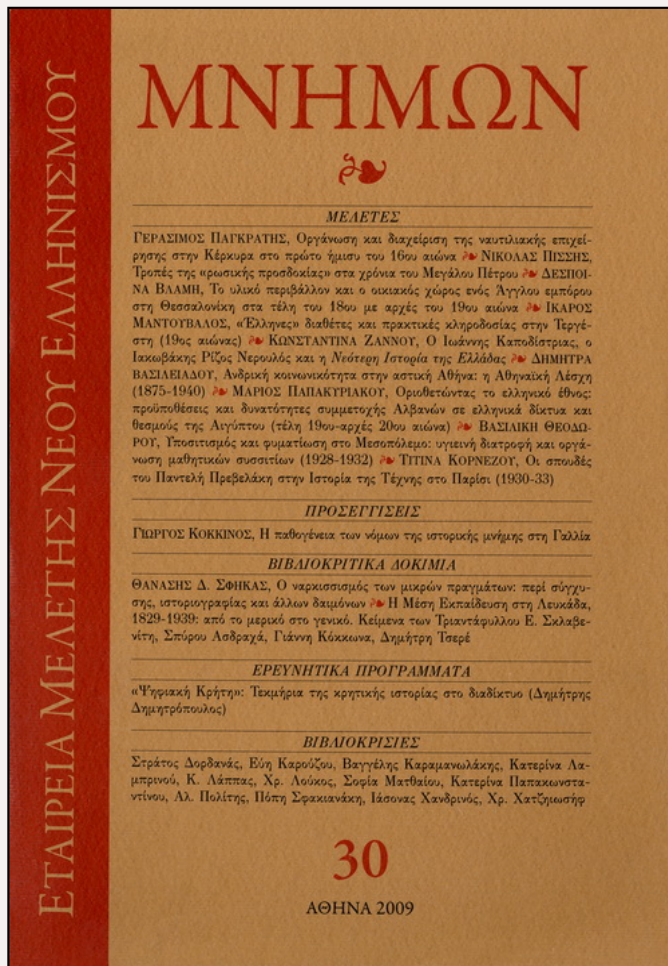 ΕΤΑΙΡΕΙΑ ΜΕΛΕΤΗΣ ΝΕΟΥ ΕΛΛΗΝΙΣΜΟΥ
ΜΝΗΜΩΝ
ΜΕΛΕΤΕΣ
ΓΕΡΑΣΙΜΟΣ ΠΑΓΚΡΑΤΗΣ, Οργάνωση και διαχείριση της ναυτιλιακής επιχεί-
ρησης στην Κέρκυρα στο πρώτο ήμισυ του 16ου αιώνα ΝΙΚΟΛΑΣ ΠΙΣΣΗΣ,
Τροπές της «ρωσικής προσδοκίας» στα χρόνια του Μεγάλου Πέτρου ΔΕΣΠΟΙ-
ΝΑ ΒΛΑΜΗ, Το υλικό περιβάλλον και ο οικιακός χώρος ενός Άγγλου εμπόρου
στη Θεσσαλονίκη στα τέλη του 18ου με αρχές του 19ου αιώνα ΙΚΑΡΟΣ
ΜΑΝΤΟΥΒΑΛΟΣ, «Έλληνες» διαθέτες και πρακτικές κληροδοσίας στην Τεργέ-
στη (19ος αιώνας) ΚΩΝΣΤΑΝΤΙΝΑ ΖΑΝΝΟΥ, Ο Ιωάννης Καποδίστριας, ο
Ιακωβάκης Ρίζος Νερουλός και η Νεότερη Ιστορία της Ελλάδας ΔΗΜΗΤΡΑ
ΒΑΣΙΛΕΙΑΔΟΥ, Ανδρική κοινωνικότητα στην αστική Αθήνα: η Αθηναϊκή Λέσχη
(1875-1940) ΜΑΡΙΟΣ ΠΑΠΑΚΥΡΙΑΚΟΥ, Οριοθετώντας το ελληνικό έθνος:
προϋποθέσεις και δυνατότητες συμμετοχής Αλβανών σε ελληνικά δίκτυα και
θεσμούς της Αιγύπτου (τέλη 19ου-αρχές 20ου αιώνα) ΒΑΣΙΛΙΚΗ ΘΕΟΔΩ-
ΡΟΥ, Υποσιτισμός και φυματίωση στο Μεσοπόλεμο: υγιεινή διατροφή και οργά-
νωση μαθητικών συσσιτίων (1928-1932) ΤΙΤΙΝΑ ΚΟΡΝΕΖΟΥ, Οι σπουδές
του Παντελή Πρεβελάκη στην Ιστορία της Τέχνης στο Παρίσι (1930-33)
ΠΡΟΣΕΓΓΙΣΕΙΣ
ΓΙΩΡΓΟΣ ΚΟΚΚΙΝΟΣ, Η παθογένεια των νόμων της ιστορικής μνήμης στη Γαλλία
ΒΙΒΛΙΟΚΡΙΤΙΚΑ ΔΟΚΙΜΙΑ
ΘΑΝΑΣΗΣ Δ. ΣΦΗΚΑΣ, Ο ναρκισσισμός των μικρών πραγμάτων: περί σύγχυ-
σης, ιστοριογραφίας και άλλων δαιμόνων Η Μέση Εκπαίδευση στη Λευκάδα,
1829-1939: από το μερικό στο γενικό. Κείμενα των Τριαντάφυλλου Ε. Σκλαβε-
νίτη, Σπύρου Ασδραχά, Γιάννη Κόκκωνα, Δημήτρη Τσερέ
ΕΡΕΥΝΗΤΙΚΑ ΠΡΟΓΡΑΜΜΑΤΑ
«Ψηφιακή Κρήτη»: Τεκμήρια της κρητικής ιστορίας στο διαδίκτυο (Δημήτρης
Δημητρόπουλος)
ΒΙΒΛΙΟΚΡΙΣΙΕΣ
Στράτος Δορδανάς, Εύη Καρούζου, Βαγγέλης Καραμανωλάκης, Κατερίνα Λα-
μπρινού, Κ. Λάππας, Χρ. Λούκος, Σοφία Ματθαίου, Κατερίνα Παπακωνστα-
ντίνου, Αλ. Πολίτης, Πόπη Σφακιανάκη, Ιάσονας Χανδρινός, Χρ. Χατζηιωσήφ
30
ΑΘΗΝΑ 2009